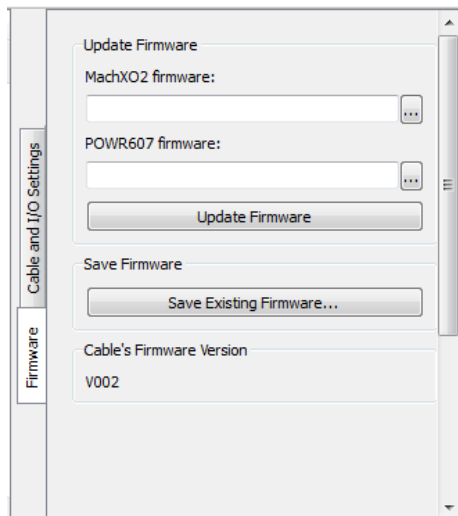 Cable and I/O Settings
Firmware
Update Firmware
MachXO2 firmware:
...
POWR607 firmware:
...
Update Firmware
Save Firmware
Save Existing Firmware...
Cable's Firmware Version
V002